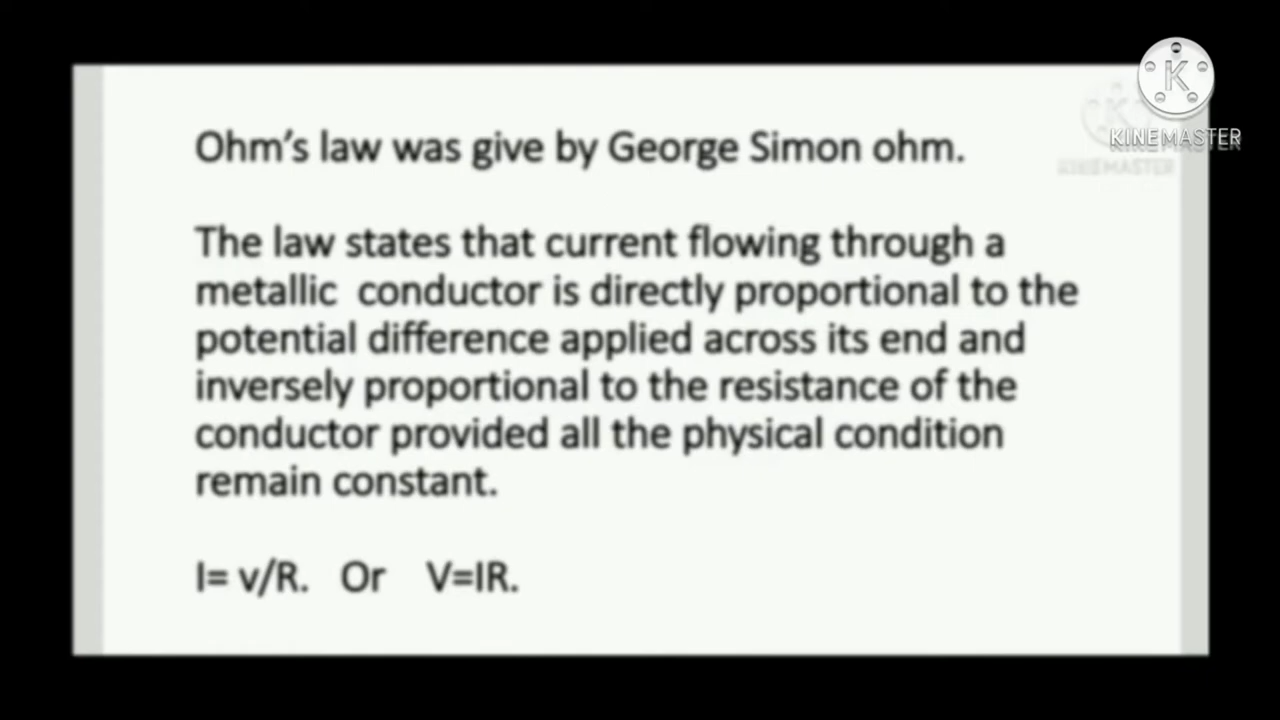 K
KINEMASTER
KINEMASTER
Ohm's law was give by George Simon ohm.
The law states that current flowing through a
metallic conductor is directly proportional to the
potential difference applied across its end and
inversely proportional to the resistance of the
conductor provided all the physical condition
remain constant.
I= v/R. Or V=IR.